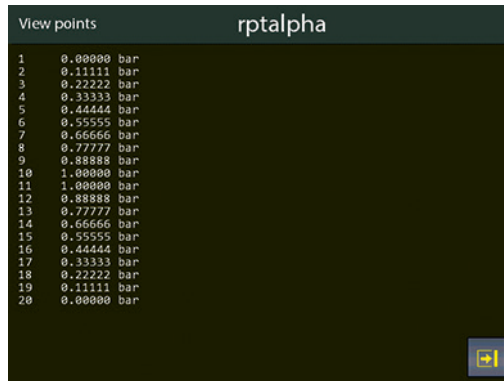 View points rptalpha
1 0.00000 bar
2 0.11111 bar
3 0.22222 bar
4 0.33333 bar
5 0.44444 bar
6 0.55555 bar
7 0.66666 bar
8 0.77777 bar
9 0.88888 bar
10 1.00000 bar
11 1.00000 bar
12 0.88888 bar
13 0.77777 bar
14 0.66666 bar
15 0.55555 bar
16 0.44444 bar
17 0.33333 bar
18 0.22222 bar
19 0.11111 bar
20 0.00000 bar